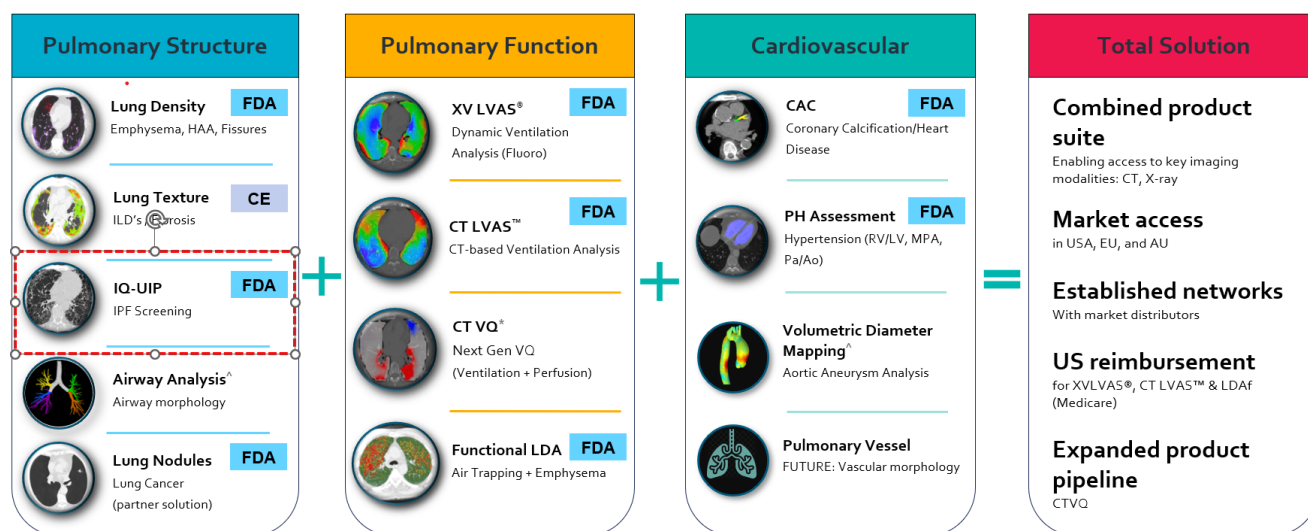 Pulmonary Structure
Lung Density
FDA
Emphysema, HAA, Fissures
Lung Texture
CE
ILD's / Fibrosis
IQ-UIP
FDA
IPF Screening
Airway Analysis^
Airway morphology
Lung Nodules
FDA
Lung Cancer
(partner solution)
+
Pulmonary Function
XV LVAS®
FDA
Dynamic Ventilation
Analysis (Fluoro)
CT LVAS™
FDA
CT-based Ventilation Analysis
CT VQ*
Next Gen VQ
(Ventilation + Perfusion)
Functional LDA
FDA
Air Trapping + Emphysema
+
Cardiovascular
CAC
FDA
Coronary Calcification/Heart
Disease
PH Assessment
FDA
Hypertension (RV/LV, MPA,
Pa/Ao)
Volumetric Diameter
Mapping^
Aortic Aneurysm Analysis
Pulmonary Vessel
FUTURE: Vascular morphology
=
Total Solution
Combined product
suite
Enabling access to key imaging
modalities: CT, X-ray
Market access
in USA, EU, and AU
Established networks
With market distributors
US reimbursement
for XVLVAS®, CT LVAS™ & LDAf
(Medicare)
Expanded product
pipeline
CTVQ